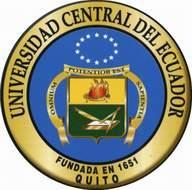 UNIVERSIDAD CENTRAL DEL ECUADOR
OMNIUM POTENTIOR EST SAPIENTIA
FUNDADA EN 1651
QUITO